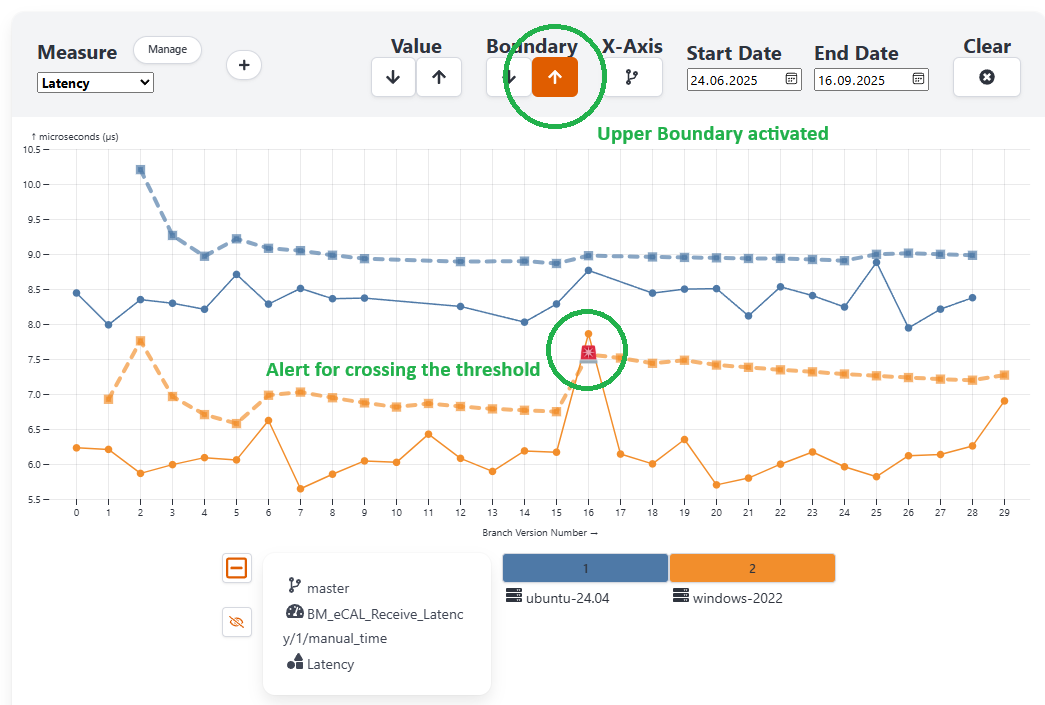 Measure Manage
Latency
+
Value
Boundary
X-Axis
Start Date
24.06.2025
End Date
16.09.2025
Clear
Upper Boundary activated
↑ microseconds (µs)
10.5
10.0
9.5
9.0
8.5
8.0
7.5
7.0
6.5
6.0
5.5
Alert for crossing the threshold
0 1 2 3 4 5 6 7 8 9 10 11 12 13 14 15 16 17 18 19 20 21 22 23 24 25 26 27 28 29
Branch Version Number →
master
BM_eCAL_Receive_Latenc
y/1/manual_time
Latency
1 2
ubuntu-24.04 windows-2022